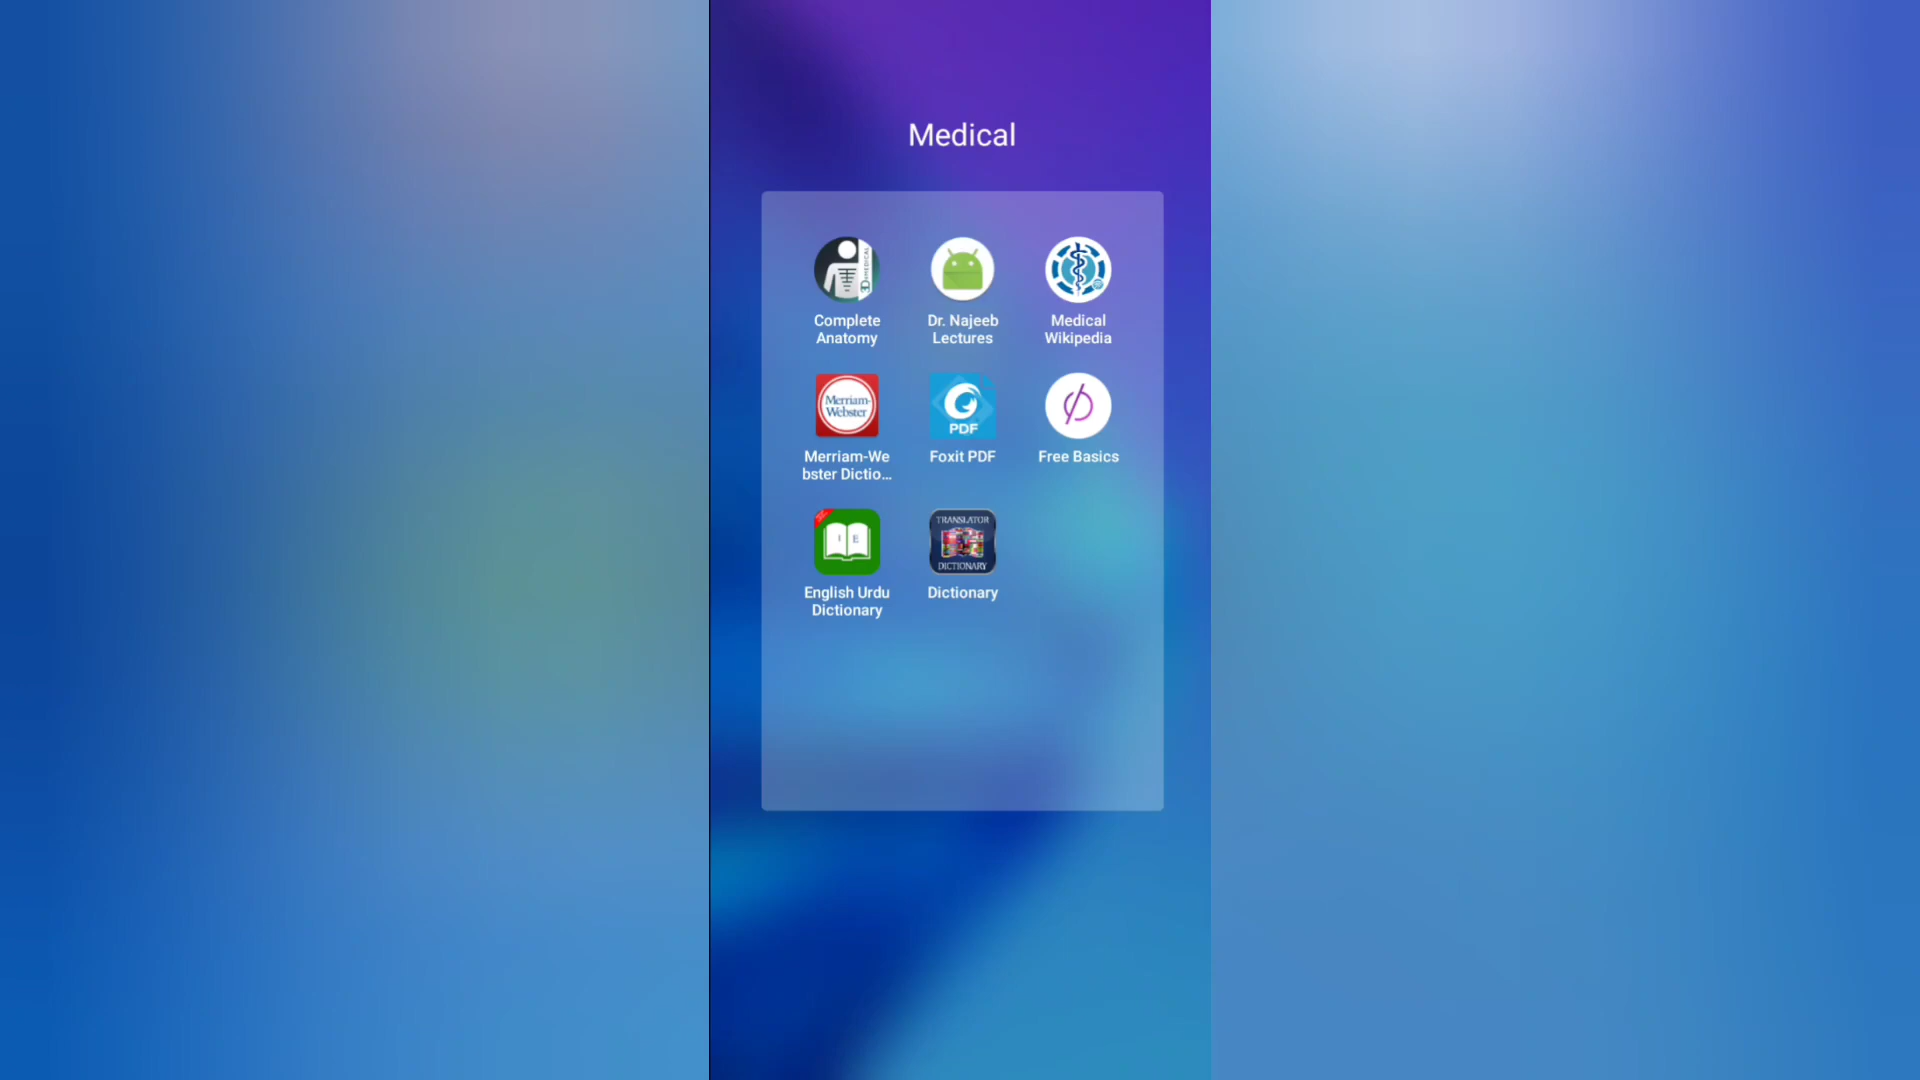 Medical
3D4MEDICAL
Complete
Anatomy
Dr. Najeeb
Lectures
Medical
Wikipedia
Merriam-
Webster
Merriam-We
bster Dictio...
PDF
Foxit PDF
Free Basics
I E
English Urdu
Dictionary
TRANSLATOR
DICTIONARY
Dictionary